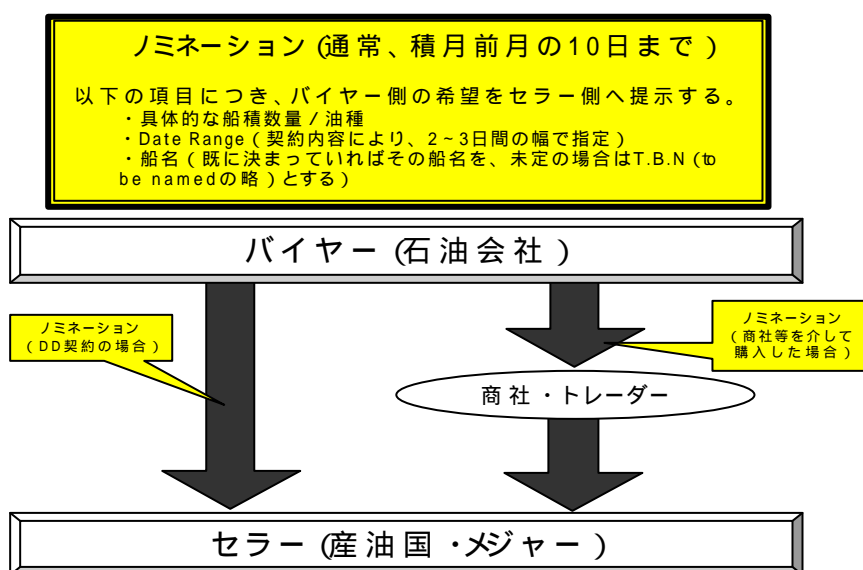 ノミネーション(通常、積月前月の10日まで)
以下の項目につき、バイヤー側の希望をセラー側へ提示する。
・具体的な船積数量/油種
・Date Range(契約内容により、2~3日間の幅で指定)
・船名(既に決まっていればその船名を、未定の場合はT.B.N(to
be namedの略)とする)
バイヤー(石油会社)
ノミネーション
(DD契約の場合)
ノミネーション
(商社等を介して
購入した場合)
商社・トレーダー
セラー(産油国・メジャー)